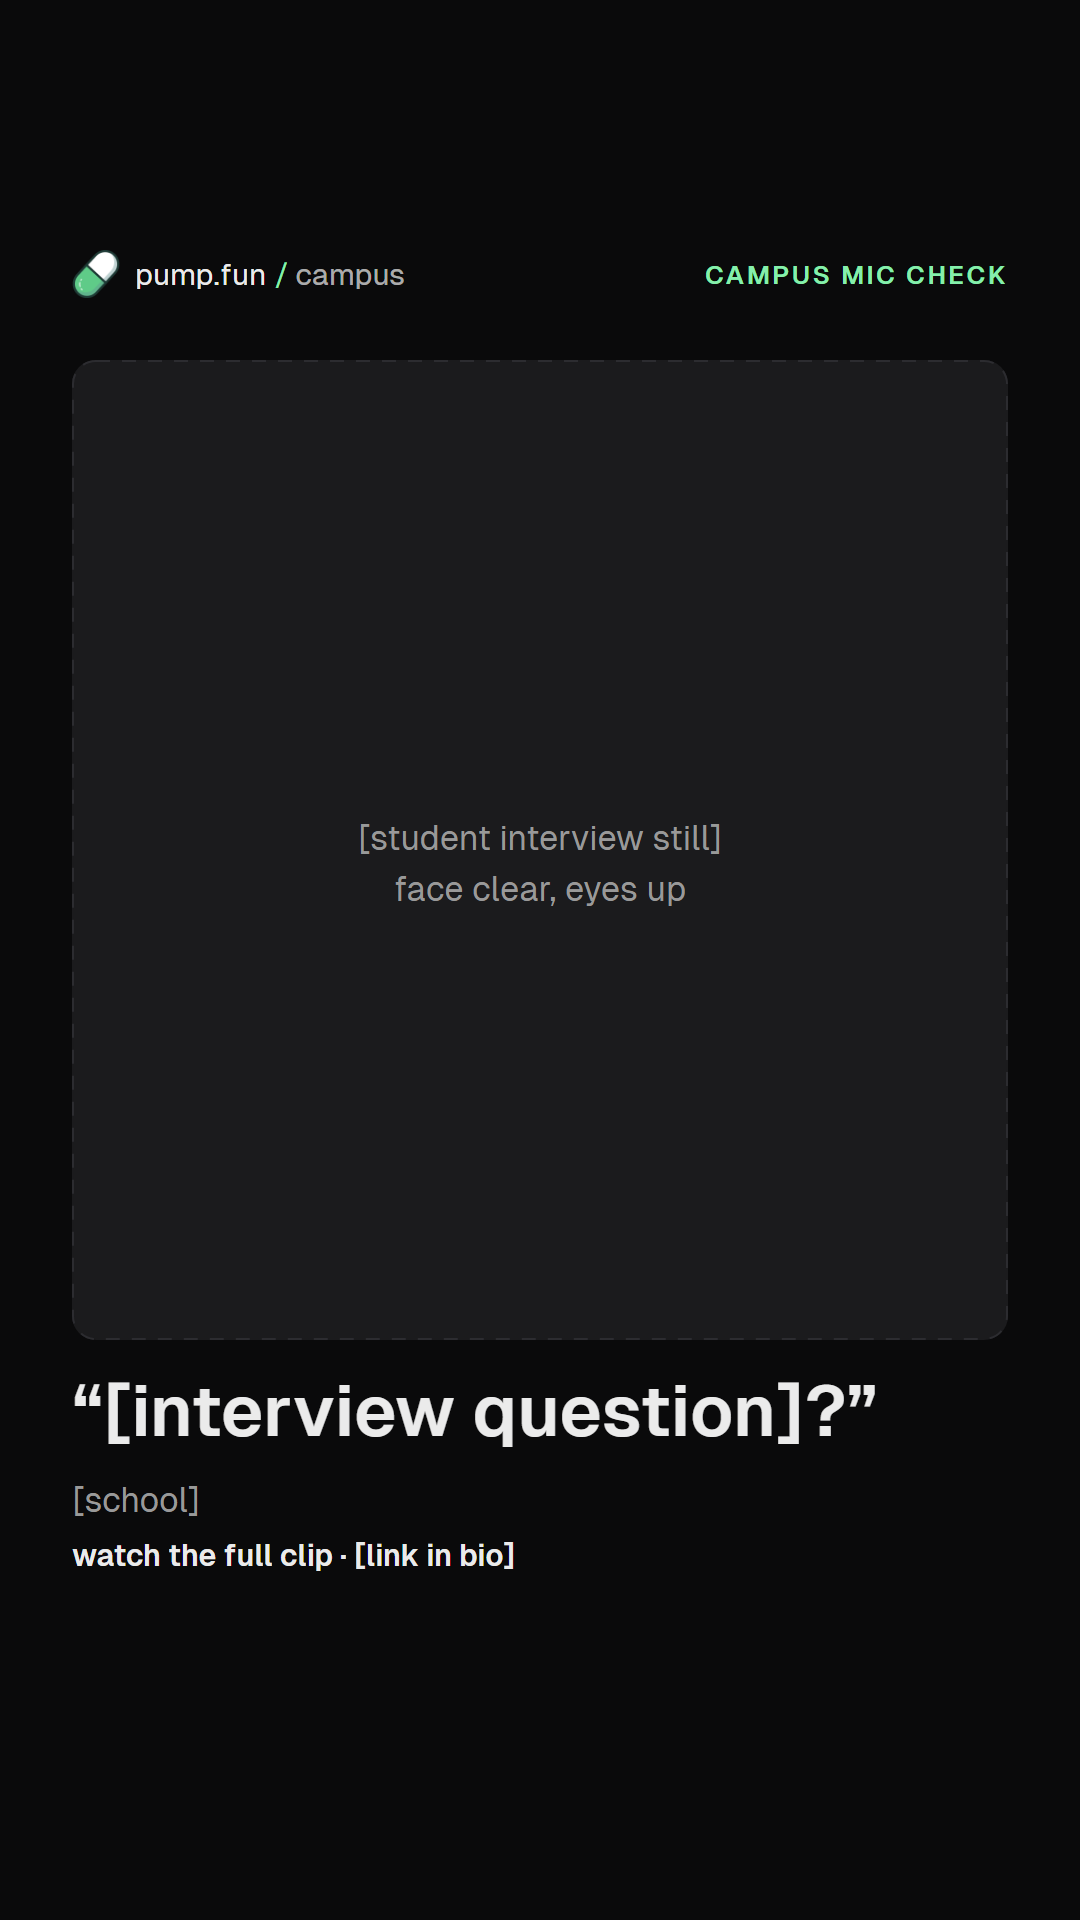 pump.fun / campus
CAMPUS MIC CHECK
[student interview still]
face clear, eyes up
“[interview question]?”
[school]
watch the full clip · [link in bio]